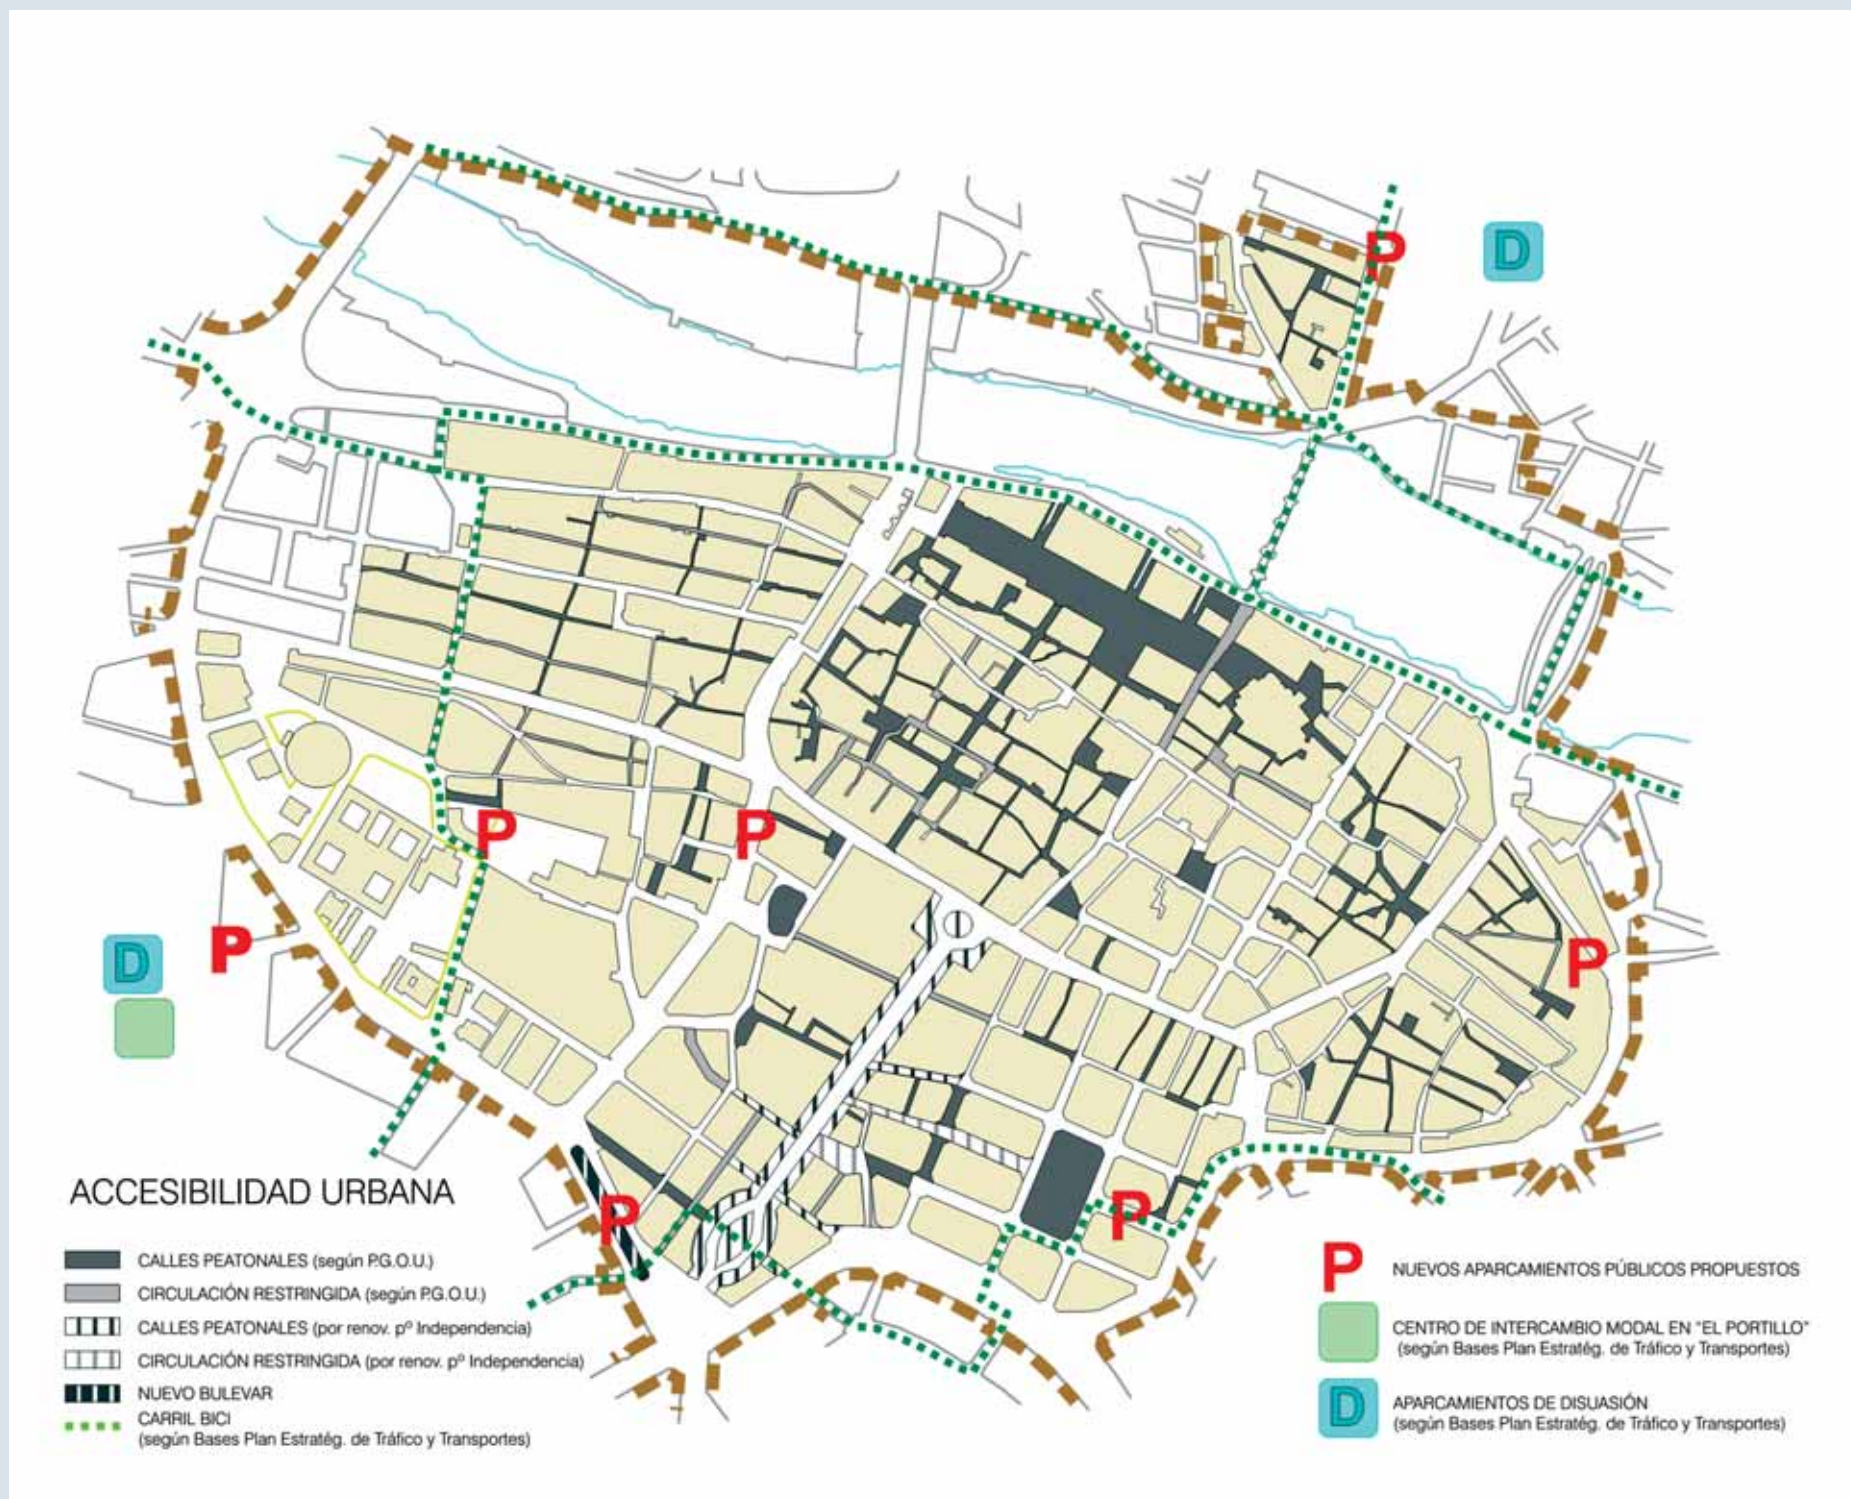 P
D
P
P
P
D
P
P
P
ACCESIBILIDAD URBANA
CALLES PEATONALES (según P.G.O.U.)
CIRCULACIÓN RESTRINGIDA (según P.G.O.U.)
CALLES PEATONALES (por renov. pº Independencia)
CIRCULACIÓN RESTRINGIDA (por renov. pº Independencia)
NUEVO BULEVAR
CARRIL BICI
(según Bases Plan Estratég. de Tráfico y Transportes)
P NUEVOS APARCAMIENTOS PÚBLICOS PROPUESTOS
CENTRO DE INTERCAMBIO MODAL EN "EL PORTILLO"
(según Bases Plan Estratég. de Tráfico y Transportes)
D APARCAMIENTOS DE DISUASIÓN
(según Bases Plan Estratég. de Tráfico y Transportes)